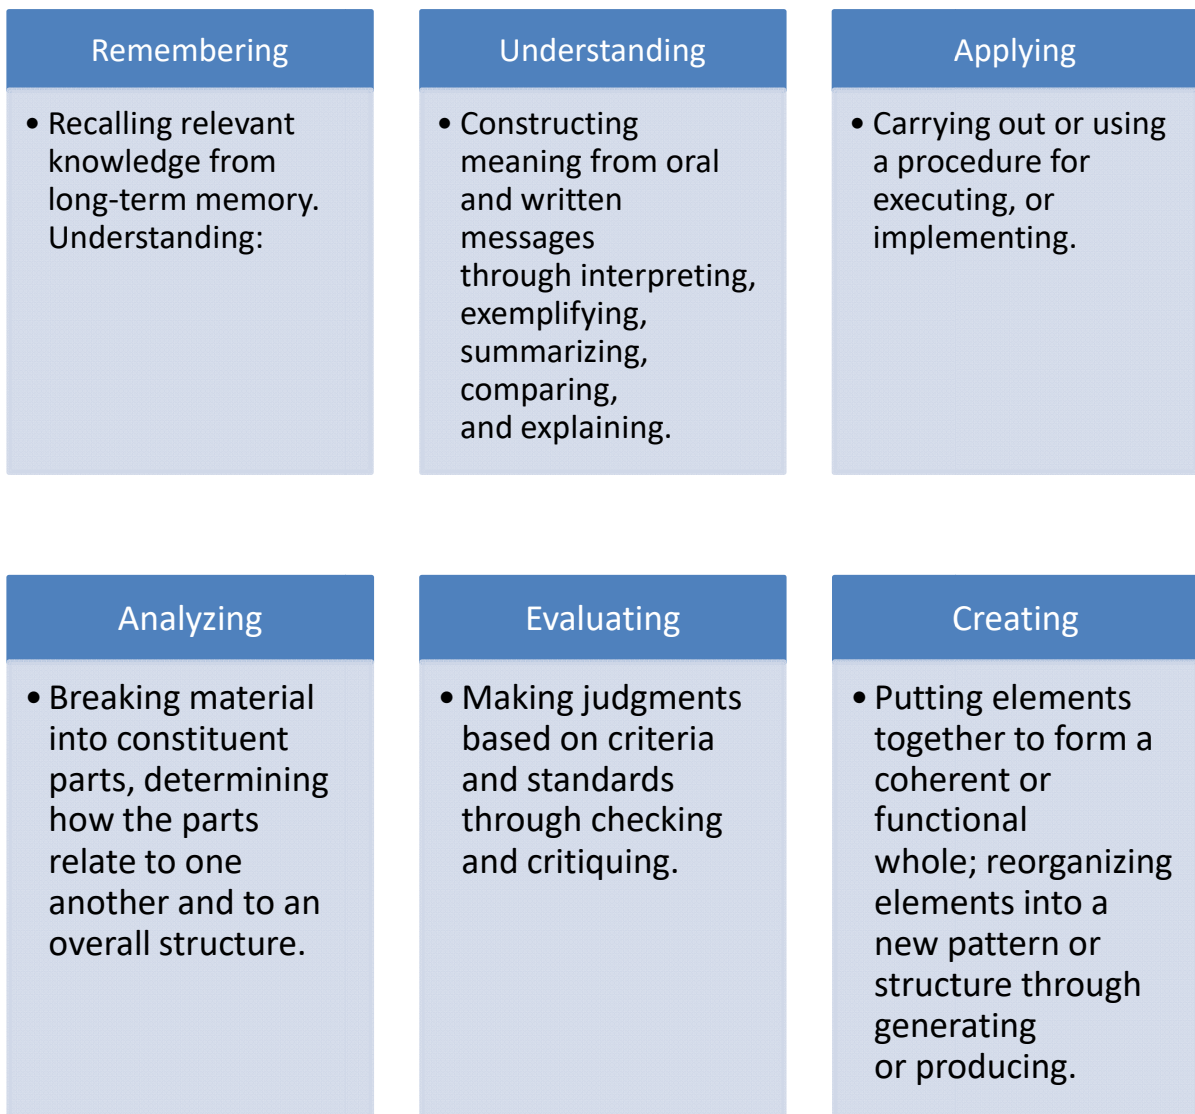 Remembering
• Recalling relevant
knowledge from
long-term memory.
Understanding:
Understanding
• Constructing
meaning from oral
and written
messages
through interpreting,
exemplifying,
summarizing,
comparing,
and explaining.
Applying
• Carrying out or using
a procedure for
executing, or
implementing.
Analyzing
• Breaking material
into constituent
parts, determining
how the parts
relate to one
another and to an
overall structure.
Evaluating
• Making judgments
based on criteria
and standards
through checking
and critiquing.
Creating
• Putting elements
together to form a
coherent or
functional
whole; reorganizing
elements into a
new pattern or
structure through
generating
or producing.